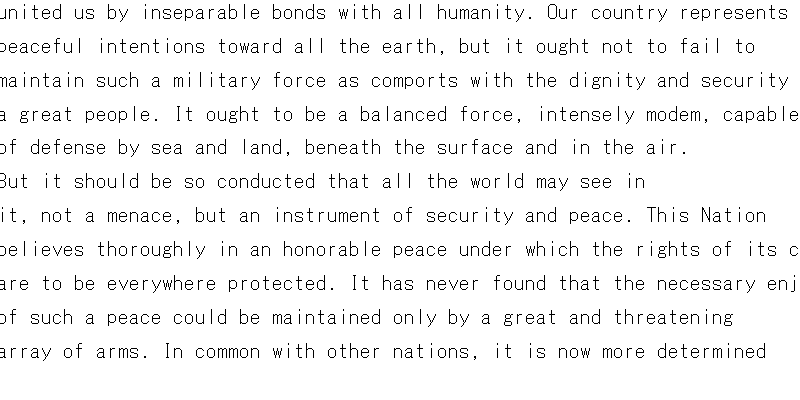 united us by inseparable bonds with all humanity. Our country represents
peaceful intentions toward all the earth, but it ought not to fail to
maintain such a military force as comports with the dignity and security
a great people. It ought to be a balanced force, intensely modem, capable
of defense by sea and land, beneath the surface and in the air.
But it should be so conducted that all the world may see in
it, not a menace, but an instrument of security and peace. This Nation
believes thoroughly in an honorable peace under which the rights of its
are to be everywhere protected. It has never found that the necessary
of such a peace could be maintained only by a great and threatening
array of arms. In common with other nations, it is now more determined